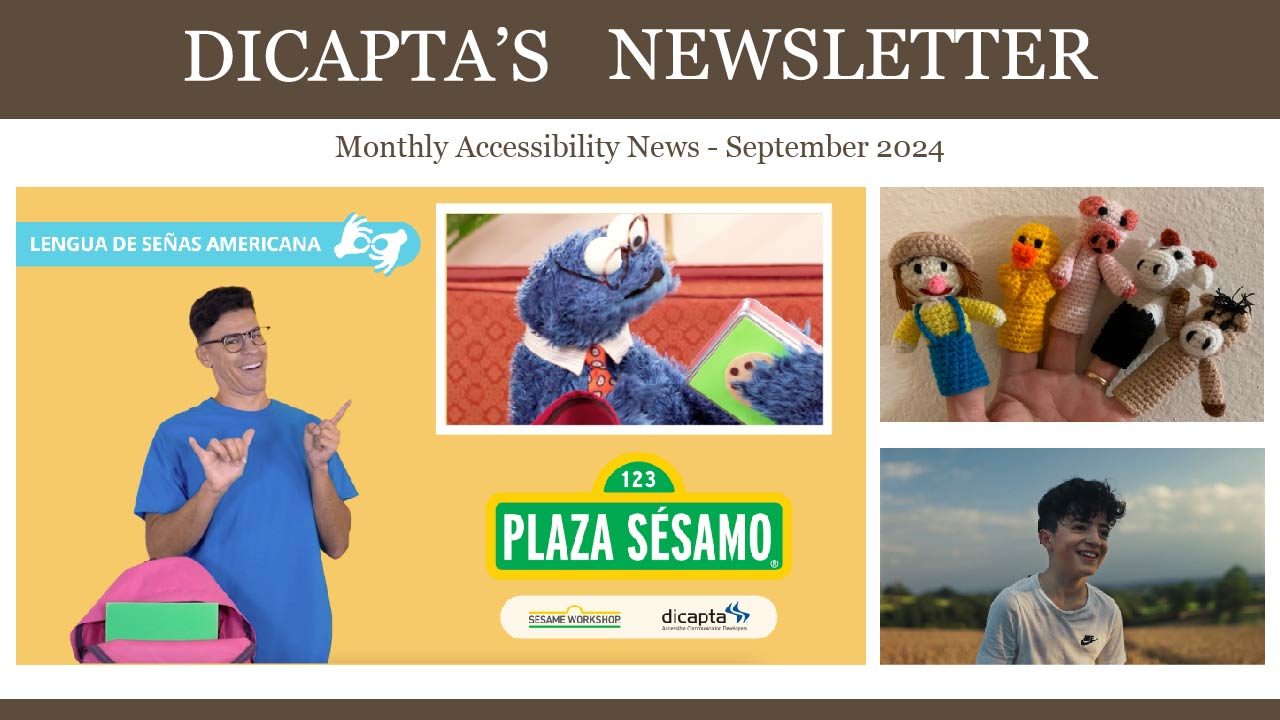 DICAPTA’S NEWSLETTER
Monthly Accessibility News - September 2024
LENGUA DE SEÑAS AMERICANA
123
PLAZA SÉSAMO®
SESAME WORKSHOP
dicapta
Accessible Communication Developers